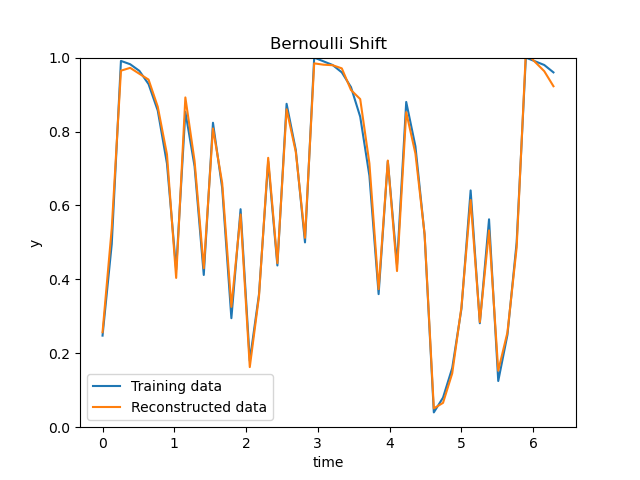 Bernoulli Shift
1.0
0.8
0.6
0.4
0.2
0.0
y
Training data
Reconstructed data
0 1 2 3 4 5 6
time